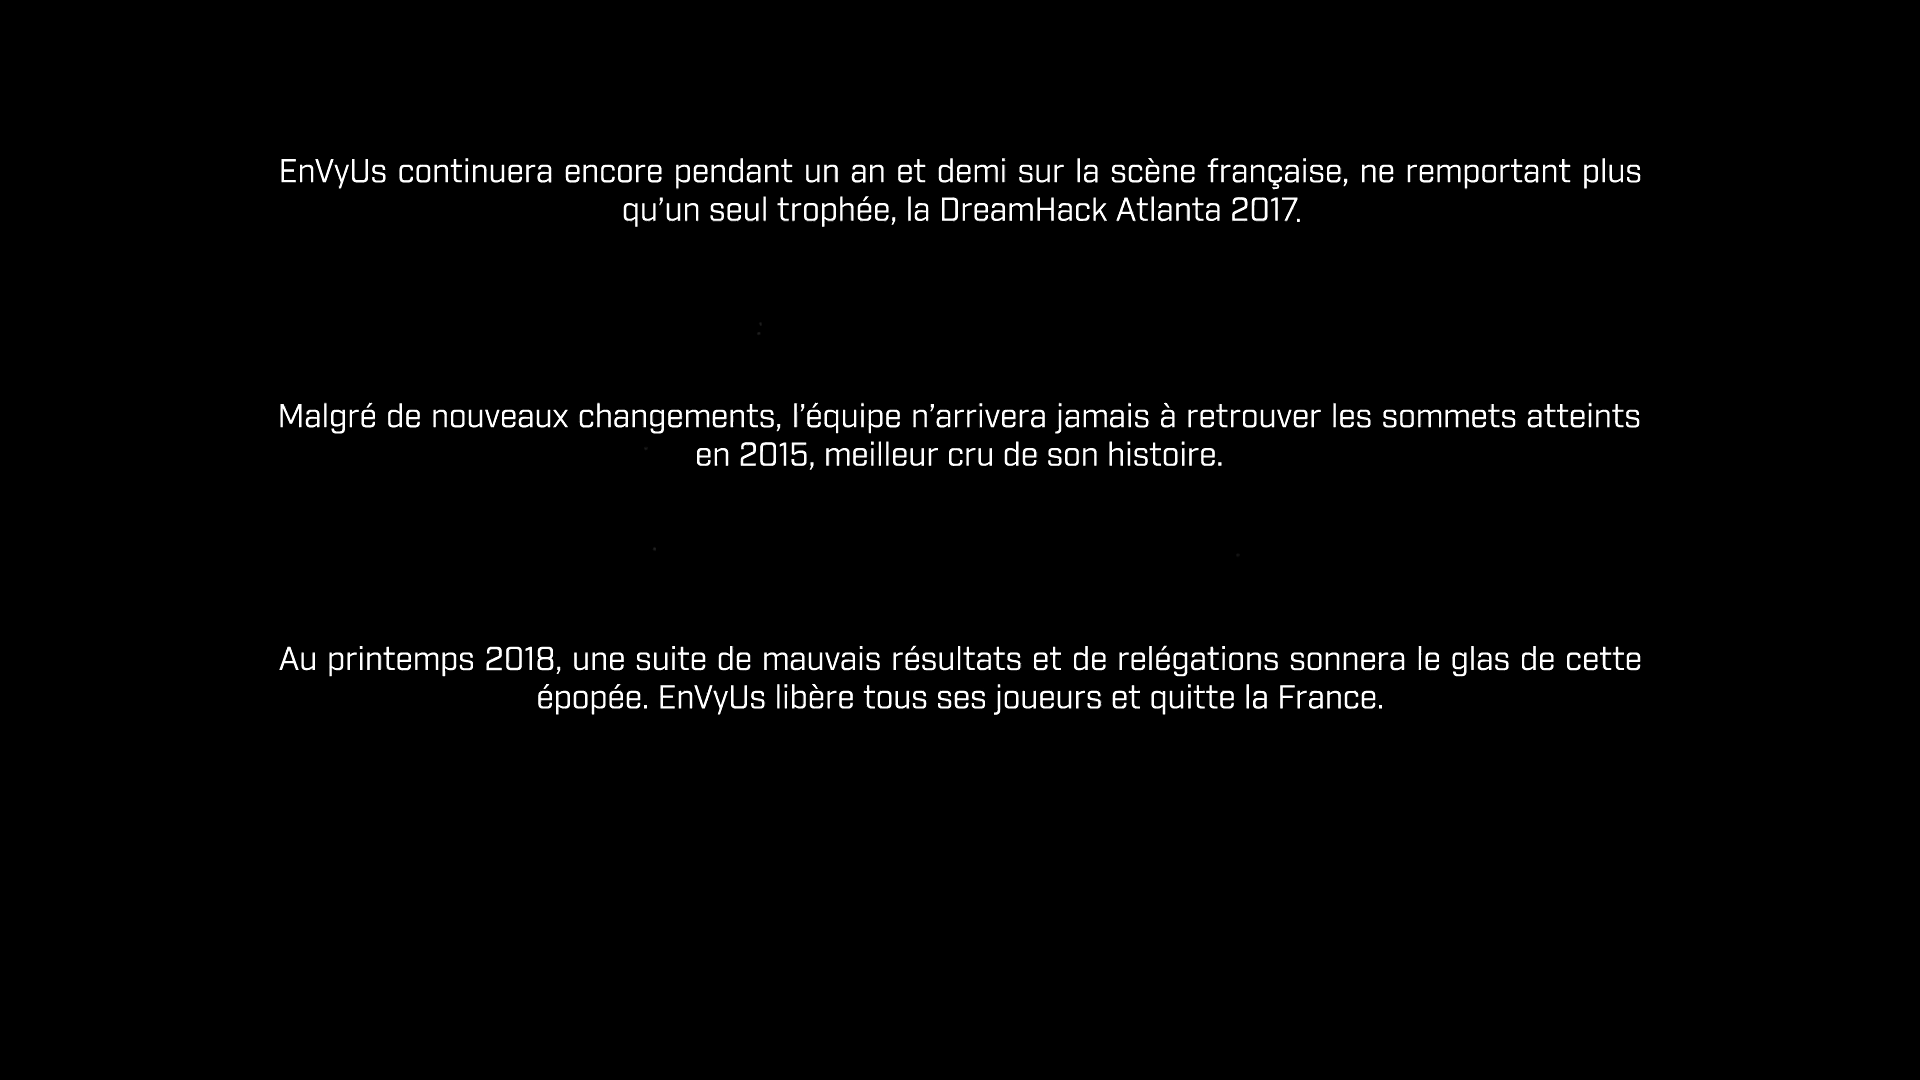 EnVyUs continuera encore pendant un an et demi sur la scène française, ne remportant plus
qu’un seul trophée, la DreamHack Atlanta 2017.
Malgré de nouveaux changements, l’équipe n’arrivera jamais à retrouver les sommets atteints
en 2015, meilleur cru de son histoire.
Au printemps 2018, une suite de mauvais résultats et de relégations sonnera le glas de cette
épopée. EnVyUs libère tous ses joueurs et quitte la France.